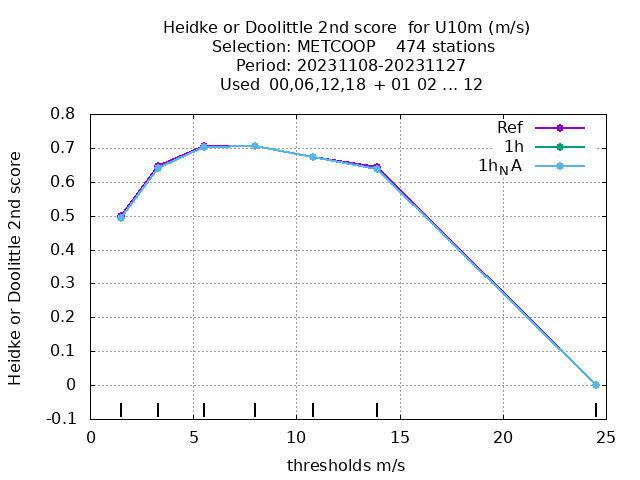 Heidke or Doolittle 2nd score  for U10m (m/s)
Selection: METCOOP    474 stations
Period: 20231108-20231127
Used  00,06,12,18  + 01 02 ... 12
Heidke or Doolittle 2nd score
0.8
0.7
0.6
0.5
0.4
0.3
0.2
0.1
0
-0.1
Ref
1h
1h_NA
0 5 10 15 20 25
thresholds m/s